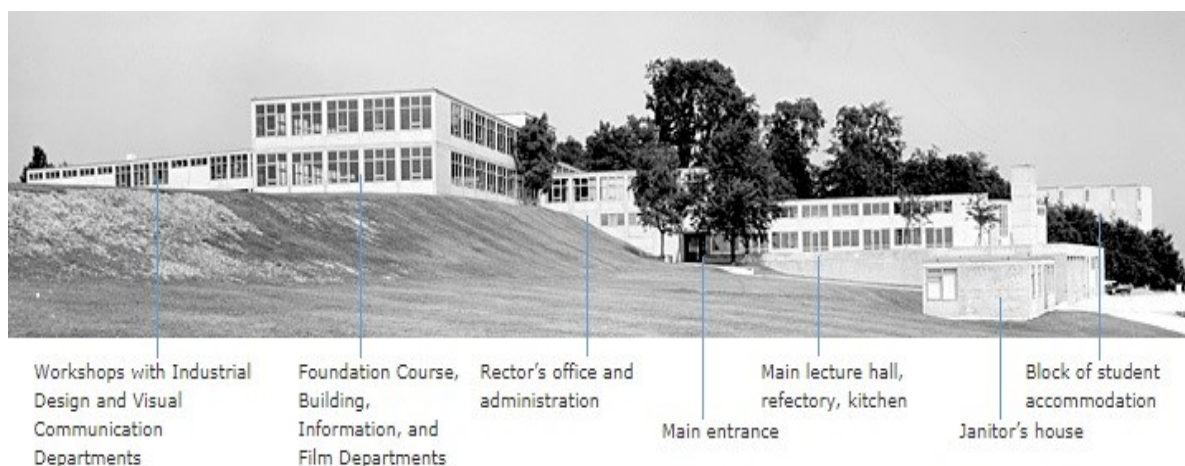 Workshops with Industrial
Design and Visual
Communication
Departments
Foundation Course,
Building,
Information, and
Film Departments
Rector's office and
administration
Main entrance
Main lecture hall,
refectory, kitchen
Janitor's house
Block of student
accommodation